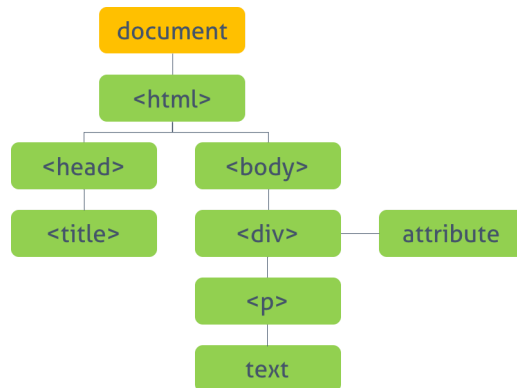 document
<html>
<head>
<body>
<title>
<div>
attribute
<p>
text